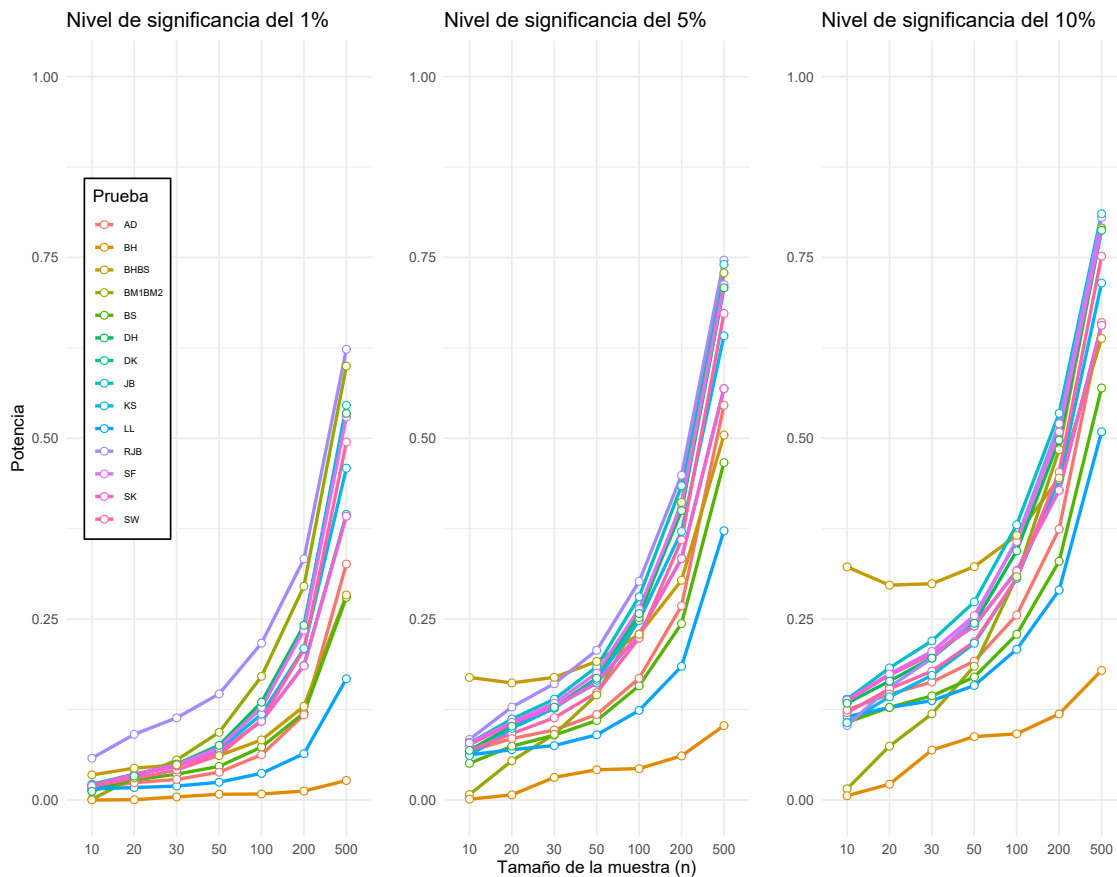 Nivel de significancia del 1%
Nivel de significancia del 5%
Nivel de significancia del 10%
Potencia
1.00
0.75
0.50
0.25
0.00
Prueba
AD
BH
BHBS
BM1BM2
BS
DH
DK
JB
KS
LL
RJB
SF
SK
SW
10 20 30 50 100 200 500
1.00
0.75
0.50
0.25
0.00
10 20 30 50 100 200 500
1.00
0.75
0.50
0.25
0.00
10 20 30 50 100 200 500
Tamaño de la muestra (n)